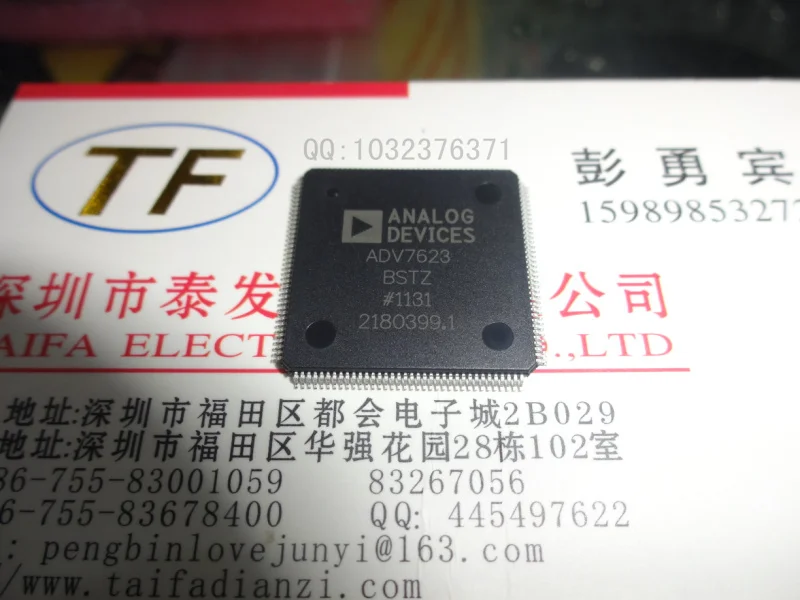 TF
QQ:1032376371
彭勇宾
15989853277
ANALOG
DEVICES
ADV7623
BSTZ
#1131
2180399.1
深圳市泰发 公司
AIFA ELECT .,LTD
地址:深圳市福田区都会电子城2B029
地址:深圳市福田区华强花园28栋102室
86-755-83001059 83267056
86-755-83678400 QQ: 445497622
: pengbinlovejunyi@163.com
//www.taifadianzi.com